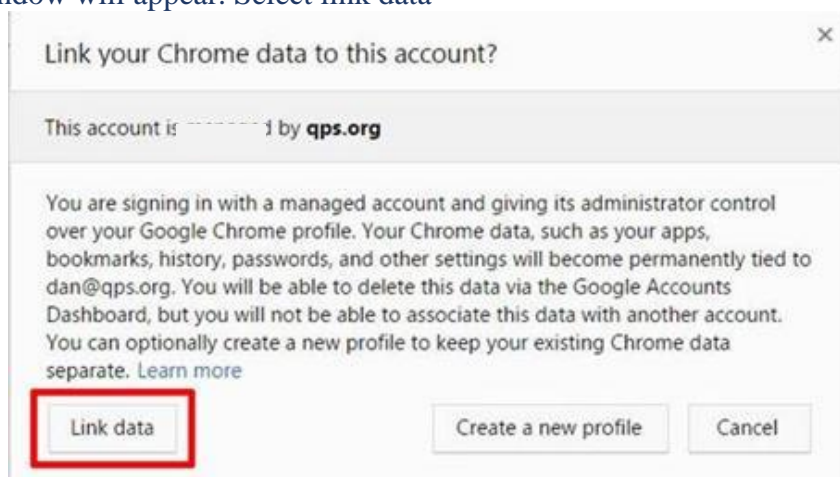 window will appear. Select link data
Link your Chrome data to this account?
This account is by qps.org
You are signing in with a managed account and giving its administrator control
over your Google Chrome profile. Your Chrome data, such as your apps,
bookmarks, history, passwords, and other settings will become permanently tied to
dan@qps.org. You will be able to delete this data via the Google Accounts
Dashboard, but you will not be able to associate this data with another account.
You can optionally create a new profile to keep your existing Chrome data
separate. Learn more
Link data Create a new profile Cancel